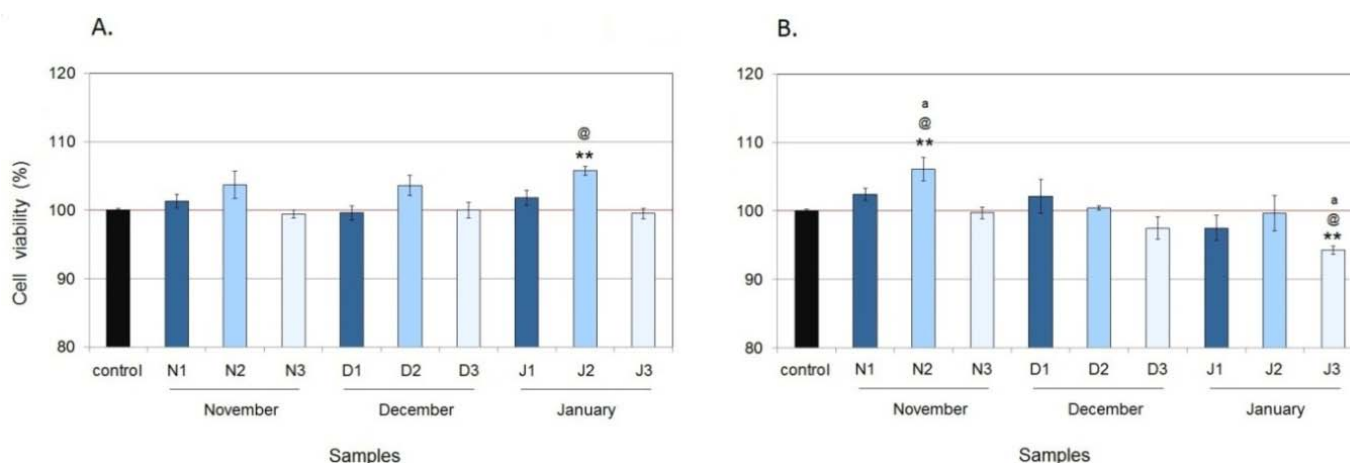 A.
120
110
100
90
80
Cell viability (%)
@
**
control N1 N2 N3 D1 D2 D3 J1 J2 J3
November December January
Samples
B.
120
110
100
90
80
a
@
**
a
@
**
control N1 N2 N3 D1 D2 D3 J1 J2 J3
November December January
Samples